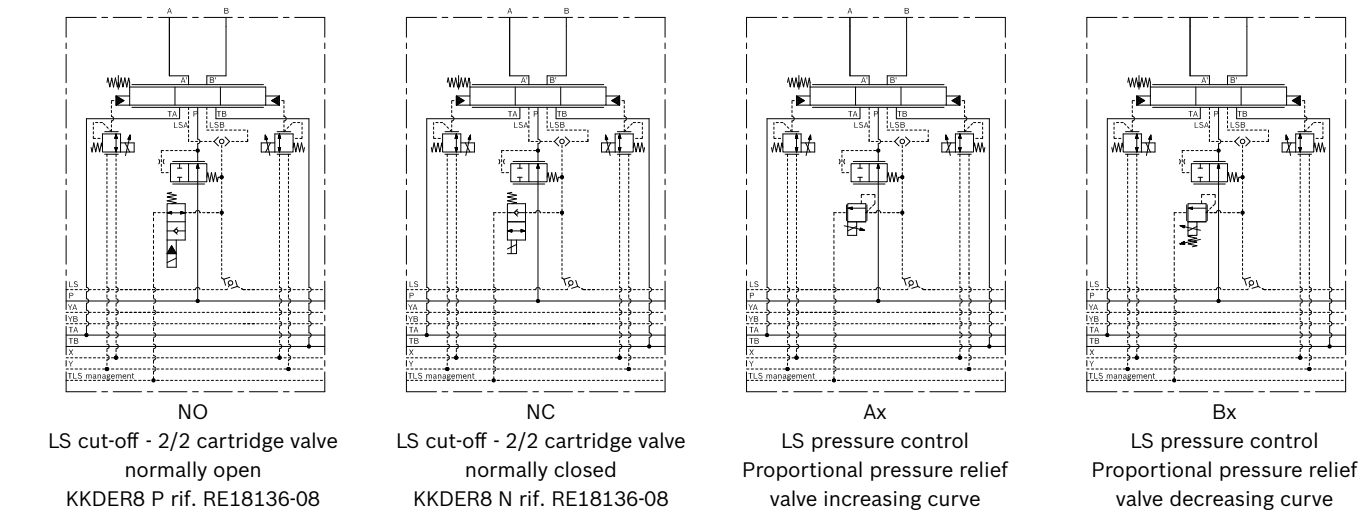 A B
A' B'
TA P TB
LSA LSB
LS
P
YA
YB
TA
TB
X
Y
TLS management
NO
LS cut-off - 2/2 cartridge valve
normally open
KKDER8 P rif. RE18136-08
A B
A' B'
TA P TB
LSA LSB
LS
P
YA
YB
TA
TB
X
Y
TLS management
NC
LS cut-off - 2/2 cartridge valve
normally closed
KKDER8 N rif. RE18136-08
A B
A' B'
TA P TB
LSA LSB
LS
P
YA
YB
TA
TB
X
Y
TLS management
Ax
LS pressure control
Proportional pressure relief
valve increasing curve
A' B'
TA P TB
LSA LSB
LS
P
YA
YB
TA
TB
X
Y
TLS management
Bx
LS pressure control
Proportional pressure relief
valve decreasing curve